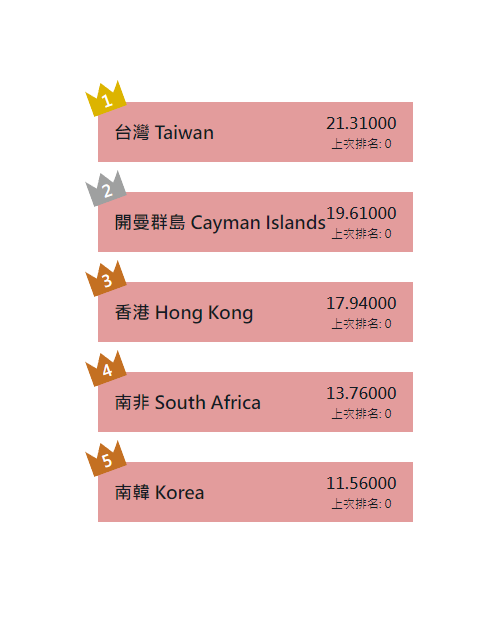 1
台灣 Taiwan
21.31000
上次排名: 0
2
開曼群島 Cayman Islands
19.61000
上次排名: 0
3
香港 Hong Kong
17.94000
上次排名: 0
4
南非 South Africa
13.76000
上次排名: 0
5
南韓 Korea
11.56000
上次排名: 0